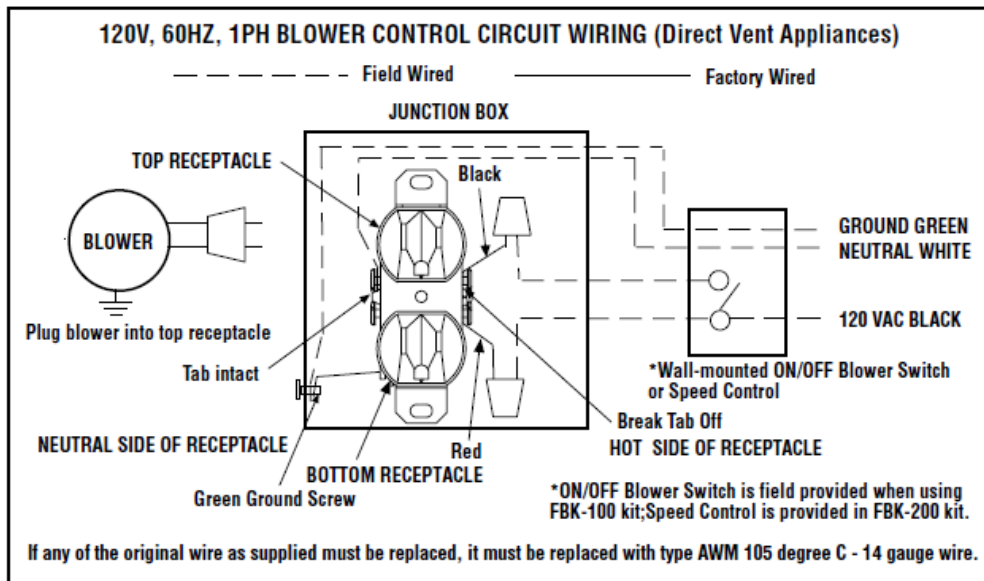 120V, 60HZ, 1PH BLOWER CONTROL CIRCUIT WIRING (Direct Vent Appliances)
Field Wired
Factory Wired
JUNCTION BOX
TOP RECEPTACLE
Black
BLOWER
GROUND GREEN
NEUTRAL WHITE
120 VAC BLACK
Plug blower into top receptacle
Tab intact
*Wall-mounted ON/OFF Blower Switch
or Speed Control
Break Tab Off
HOT SIDE OF RECEPTACLE
NEUTRAL SIDE OF RECEPTACLE
Red
BOTTOM RECEPTACLE
Green Ground Screw
*ON/OFF Blower Switch is field provided when using
FBK-100 kit;Speed Control is provided in FBK-200 kit.
If any of the original wire as supplied must be replaced, it must be replaced with type AWM 105 degree C - 14 gauge wire.